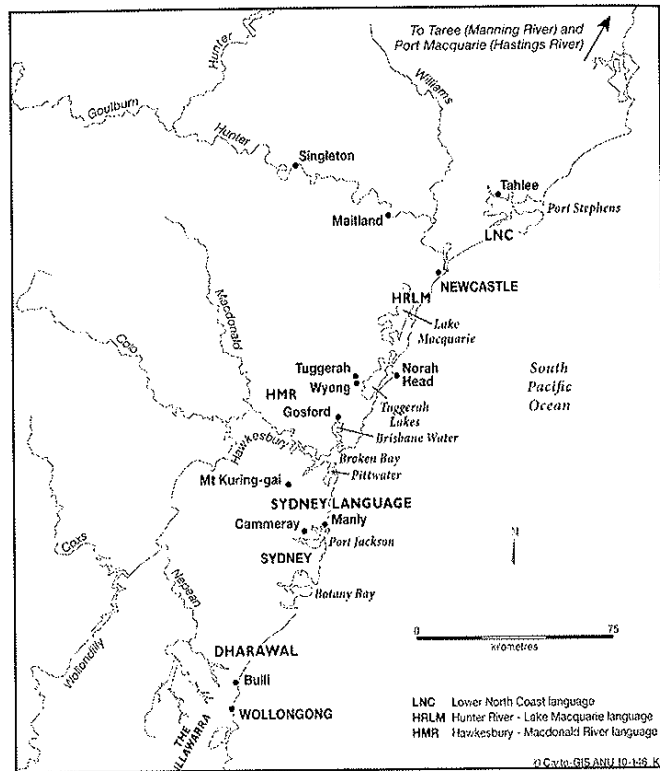 To Taree (Manning River) and
Port Macquarie (Hastings River)
Hunter
Williams
Goulburn
Hunter
Singleton
Tahlee
Port Stephens
Maitland
LNC
NEWCASTLE
Macdonald
HRLM
Lake
Macquarie
Colo
Tuggerah
Norah
Head
Wyong
South
Pacific
Ocean
HMR
Tuggerah
Lakes
Gosford
Brisbane Water
Hawkesbury
Broken Bay
Pittwater
Mt Kuring-gai
SYDNEY LANGUAGE
Cammeray
Manly
Port Jackson
SYDNEY
N
Coxs
Nepean
Botany Bay
0
75
kilometres
Wollondilly
DHARAWAL
Bulli
WOLLONGONG
THE
ILLAWARRA
LNC Lower North Coast language
HRLM Hunter River - Lake Macquarie language
HMR Hawkesbury - Macdonald River language